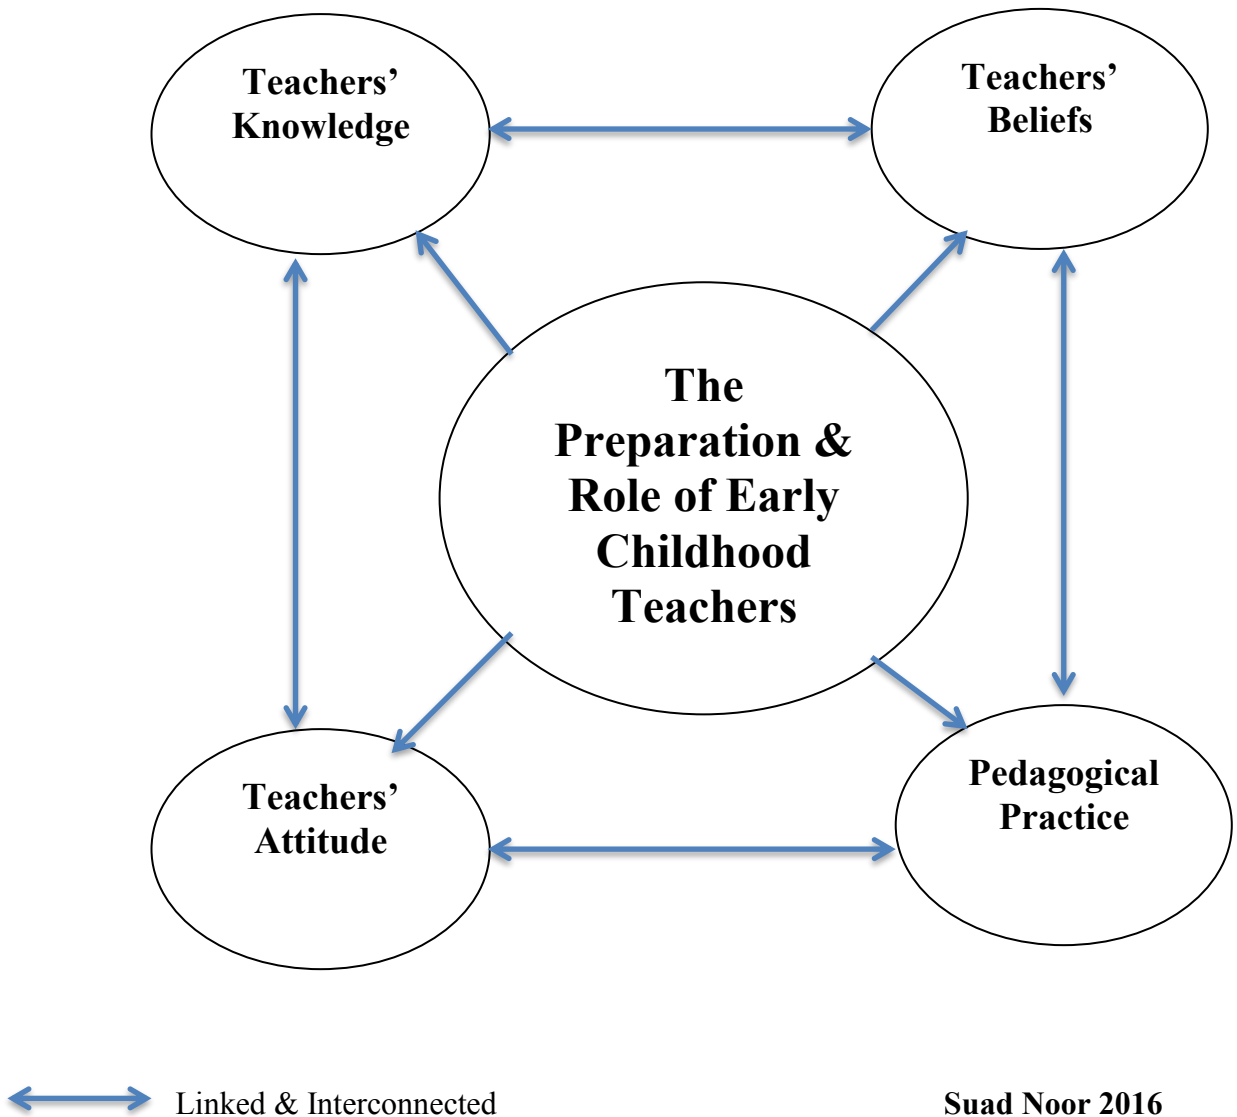 Teachers’
Knowledge
Teachers’
Beliefs
The
Preparation &
Role of Early
Childhood
Teachers
Teachers’
Attitude
Pedagogical
Practice
Linked & Interconnected
Suad Noor 2016